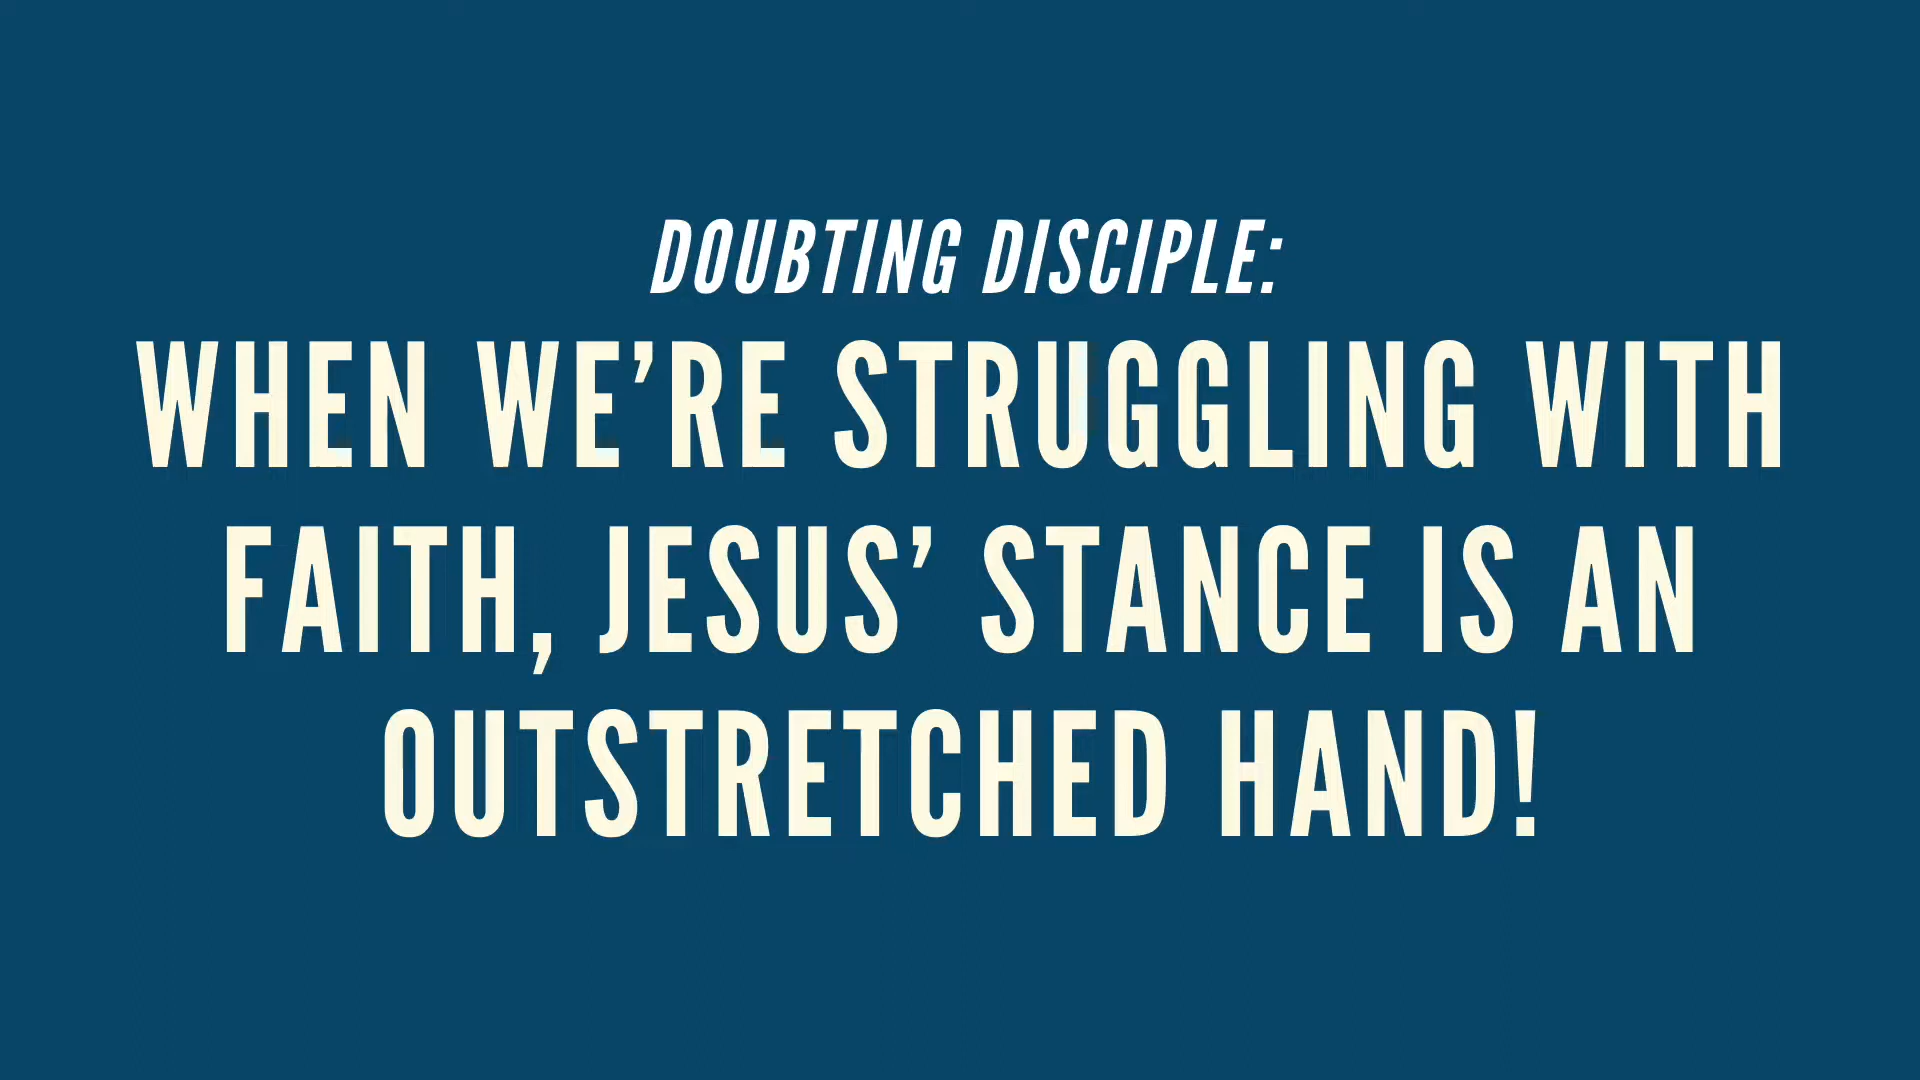 DOUBTING DISCIPLE:
WHEN WE’RE STRUGGLING WITH
FAITH, JESUS’ STANCE IS AN
OUTSTRETCHED HAND!